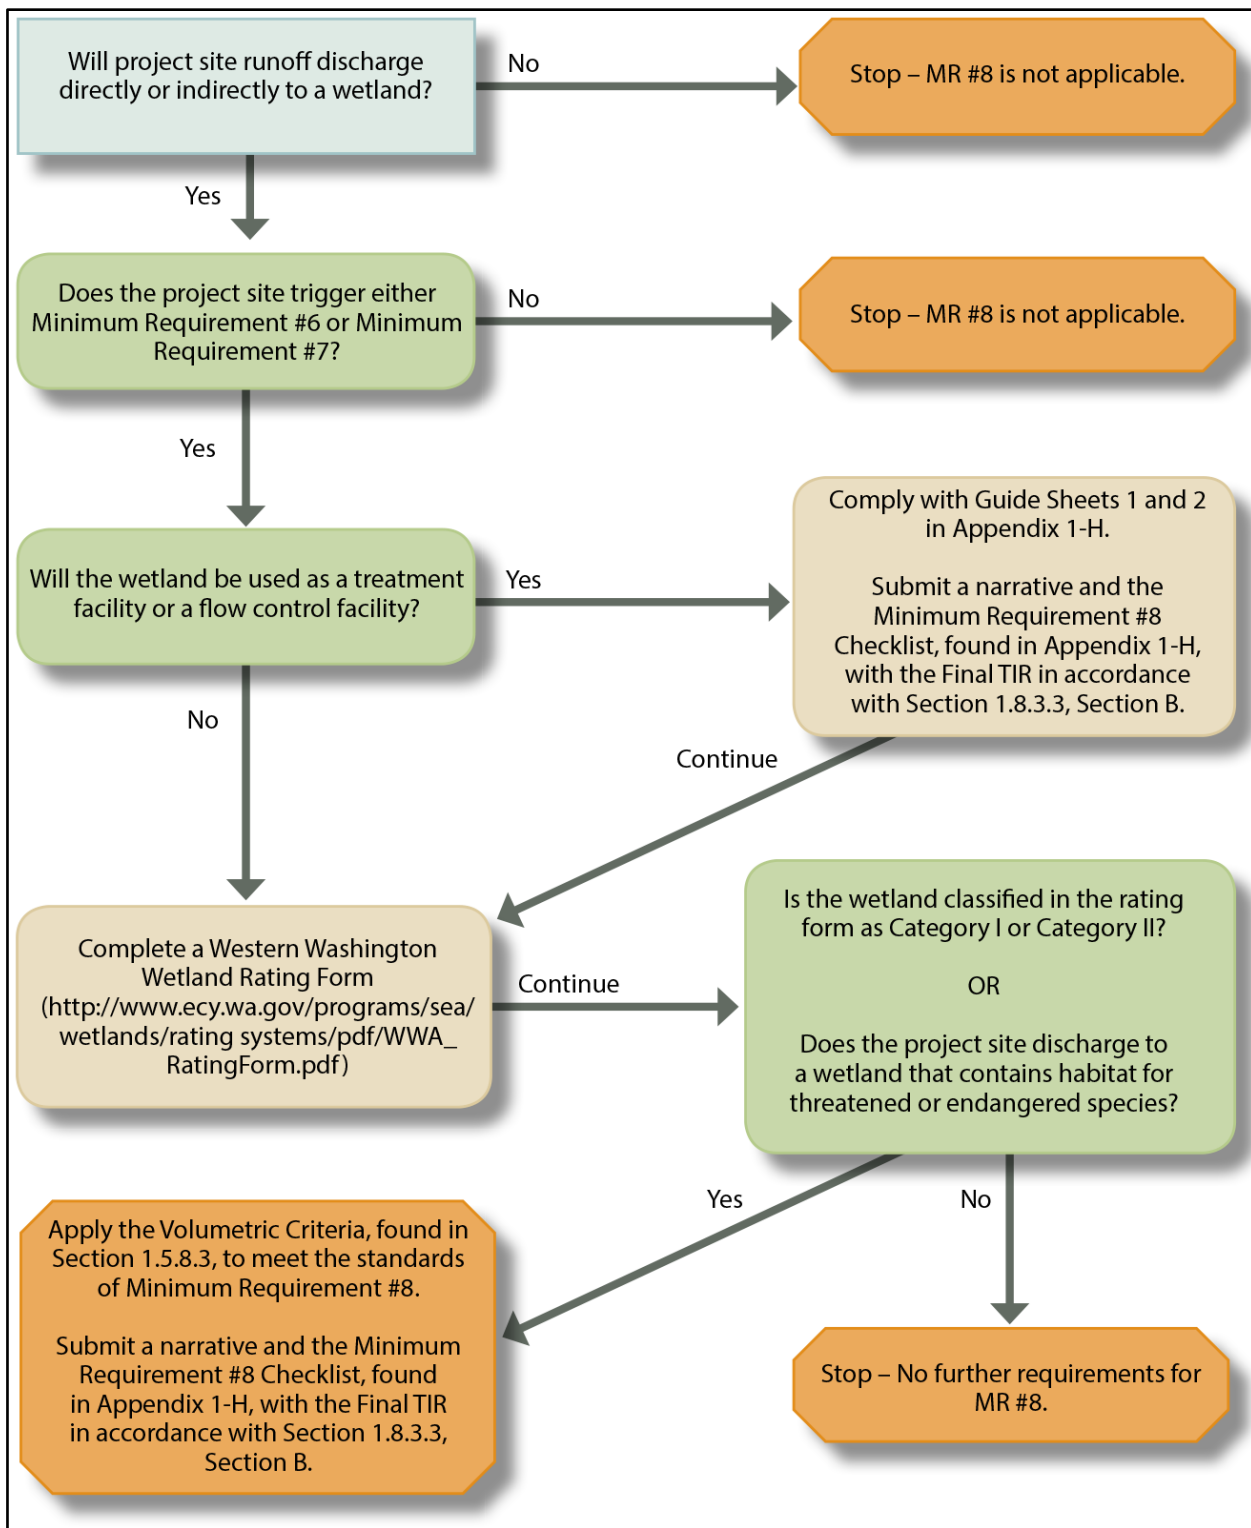 Will project site runoff discharge
directly or indirectly to a wetland?
No
Stop – MR #8 is not applicable.
Yes
Does the project site trigger either
Minimum Requirement #6 or Minimum
Requirement #7?
No
Stop – MR #8 is not applicable.
Yes
Will the wetland be used as a treatment
facility or a flow control facility?
Yes
Comply with Guide Sheets 1 and 2
in Appendix 1-H.
Submit a narrative and the
Minimum Requirement #8
Checklist, found in Appendix 1-H,
with the Final TIR in accordance
with Section 1.8.3.3, Section B.
No
Continue
Complete a Western Washington
Wetland Rating Form
(http://www.ecy.wa.gov/programs/sea/
wetlands/rating systems/pdf/WWA_
RatingForm.pdf)
Continue
Is the wetland classified in the rating
form as Category I or Category II?
OR
Does the project site discharge to
a wetland that contains habitat for
threatened or endangered species?
Yes
No
Apply the Volumetric Criteria, found in
Section 1.5.8.3, to meet the standards
of Minimum Requirement #8.
Submit a narrative and the Minimum
Requirement #8 Checklist, found
in Appendix 1-H, with the Final TIR
in accordance with Section 1.8.3.3,
Section B.
Stop – No further requirements for
MR #8.